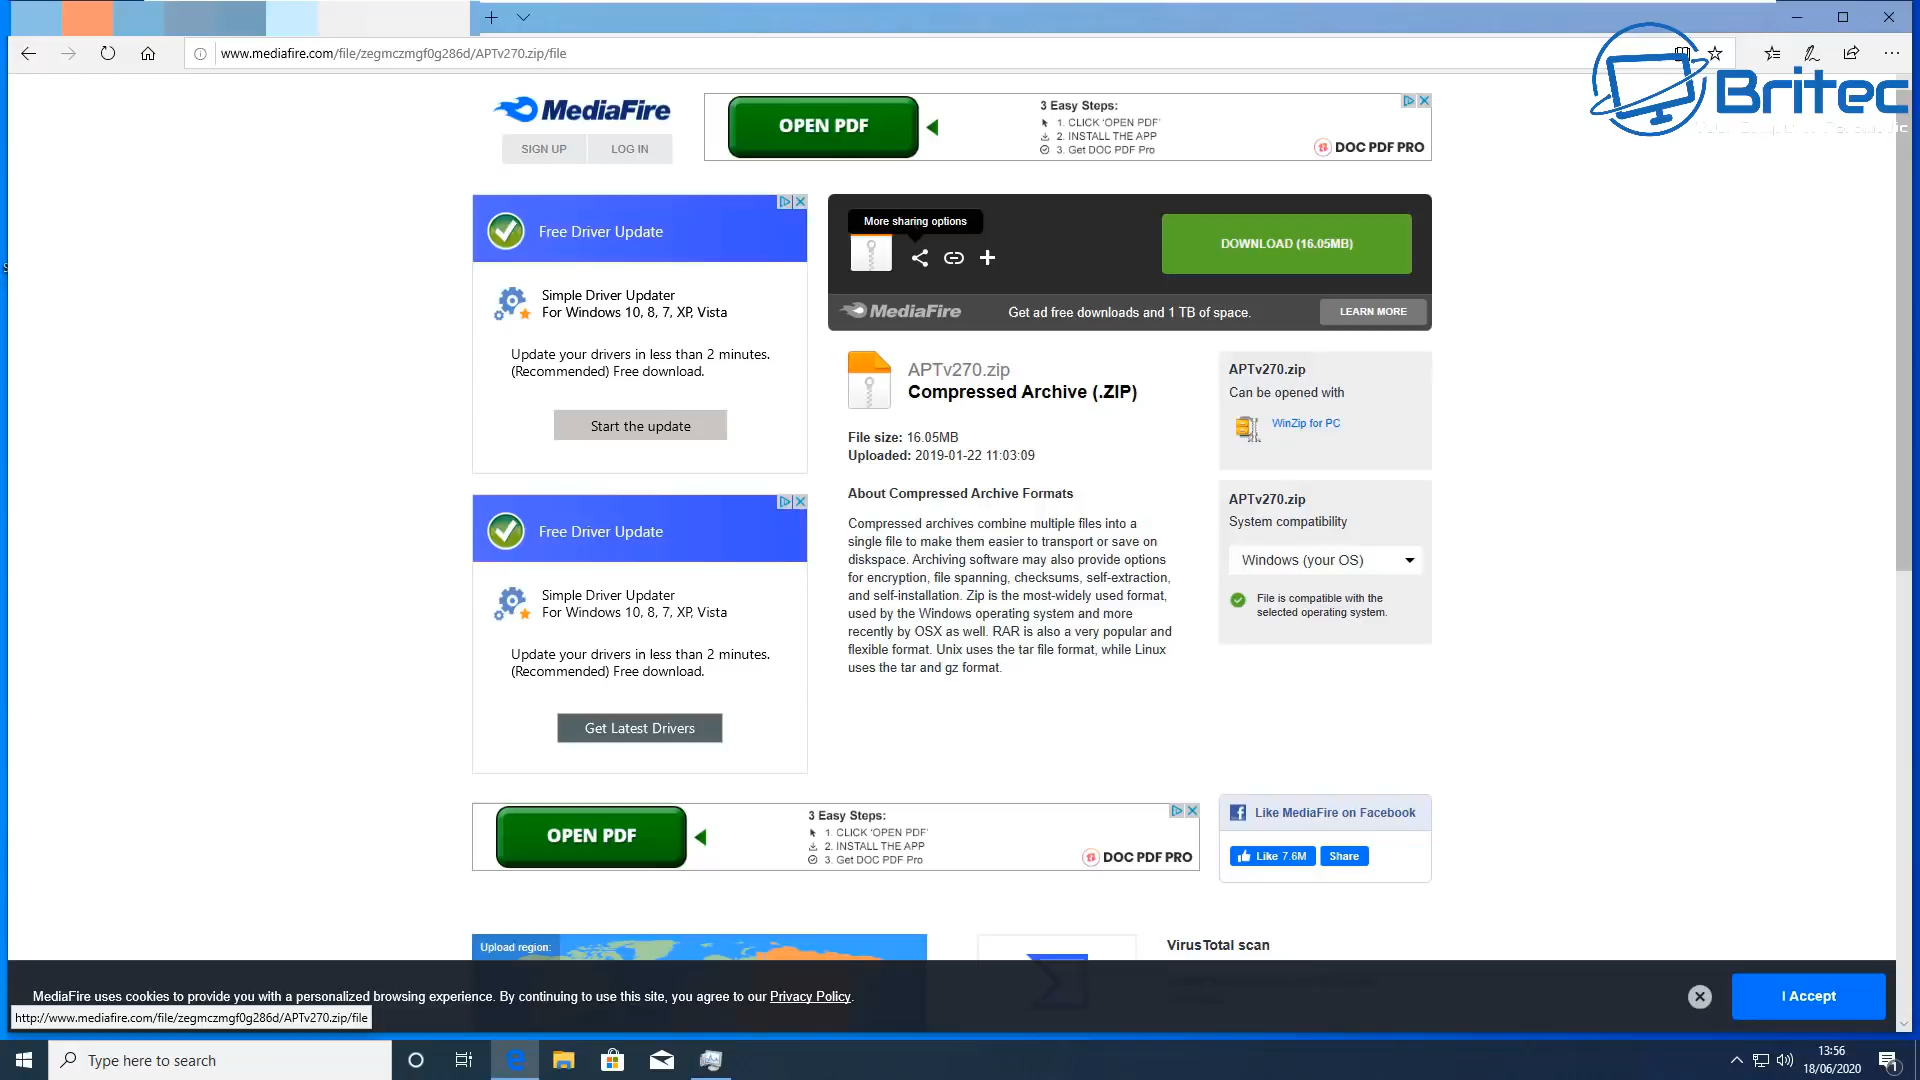 www.mediafire.com/file/zegmczmgf0g286d/APTv270.zip/file
Britec
MediaFire
SIGN UP
LOG IN
OPEN PDF
3 Easy Steps:
1. CLICK 'OPEN PDF'
2. INSTALL THE APP
3. Get DOC PDF Pro
DOC PDF PRO
Free Driver Update
Simple Driver Updater
For Windows 10, 8, 7, XP, Vista
Update your drivers in less than 2 minutes.
(Recommended) Free download.
Start the update
More sharing options
DOWNLOAD (16.05MB)
MediaFire
Get ad free downloads and 1 TB of space.
LEARN MORE
APTv270.zip
Compressed Archive (.ZIP)
File size: 16.05MB
Uploaded: 2019-01-22 11:03:09
About Compressed Archive Formats
Compressed archives combine multiple files into a
single file to make them easier to transport or save on
diskspace. Archiving software may also provide options
for encryption, file spanning, checksums, self-extraction,
and self-installation. Zip is the most-widely used format,
used by the Windows operating system and more
recently by OSX as well. RAR is also a very popular and
flexible format. Unix uses the tar file format, while Linux
uses the tar and gz format.
APTv270.zip
Can be opened with
WinZip for PC
APTv270.zip
System compatibility
Windows (your OS)
File is compatible with the
selected operating system.
Free Driver Update
Simple Driver Updater
For Windows 10, 8, 7, XP, Vista
Update your drivers in less than 2 minutes.
(Recommended) Free download.
Get Latest Drivers
OPEN PDF
3 Easy Steps:
1. CLICK 'OPEN PDF'
2. INSTALL THE APP
3. Get DOC PDF Pro
DOC PDF PRO
Like MediaFire on Facebook
Like 7.6M
Share
Upload region:
VirusTotal scan
MediaFire uses cookies to provide you with a personalized browsing experience. By continuing to use this site, you agree to our Privacy Policy.
I Accept
http://www.mediafire.com/file/zegmczmgf0g286d/APTv270.zip/file
Type here to search
13:56
18/06/2020
1